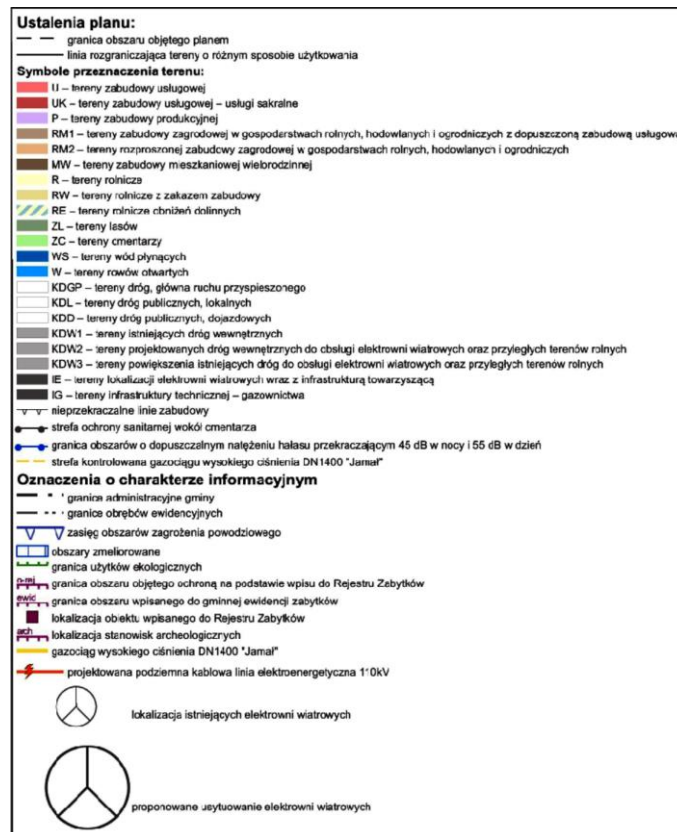 Ustalenia planu:
granica obszaru objętego planem
linia rozgraniczająca tereny o różnym sposobie użytkowania
Symbole przeznaczenia terenu:
U – tereny zabudowy usługowej
UK – tereny zabudowy usługowej – usługi sakralne
P – tereny zabudowy produkcyjnej
RM1 – tereny zabudowy zagrodowej w gospodarstwach rolnych, hodowlanych i ogrodniczych z dopuszczoną zabudową usługową
RM2 – tereny rozproszonej zabudowy zagrodowej w gospodarstwach rolnych, hodowlanych i ogrodniczych
MW – tereny zabudowy mieszkaniowej wielorodzinnej
R – tereny rolnicze
RW – tereny rolnicze z zakazem zabudowy
RE – tereny rolnicze obniżeń dolinnych
ZL – tereny lasów
ZC – tereny cmentarzy
WS – tereny wód płynących
W – tereny rowów otwartych
KDGP – tereny dróg, główna ruchu przyspieszonego
KDL – tereny dróg publicznych, lokalnych
KDD – tereny dróg publicznych, dojazdowych
KDW1 – tereny istniejących dróg wewnętrznych
KDW2 – tereny projektowanych dróg wewnętrznych do obsługi elektrowni wiatrowych oraz przyległych terenów rolnych
KDW3 – tereny powiększenia istniejących dróg do obsługi elektrowni wiatrowych oraz przyległych terenów rolnych
IE – tereny lokalizacji elektrowni wiatrowych wraz z infrastrukturą towarzyszącą
IG – tereny infrastruktury technicznej – gazownictwa
nieprzekraczalne linie zabudowy
strefa ochrony sanitarnej wokół cmentarza
granica obszarów o dopuszczalnym natężeniu hałasu przekraczającym 45 dB w nocy i 55 dB w dzień
strefa kontrolowana gazociągu wysokiego ciśnienia DN1400 "Jamał"
Oznaczenia o charakterze informacyjnym
granice administracyjne gminy
granice obrębów ewidencyjnych
zasięg obszarów zagrożenia powodziowego
obszary zmeliorowane
granica użytków ekologicznych
granica obszaru objętego ochroną na podstawie wpisu do Rejestru Zabytków
ewid granica obszaru wpisanego do gminnej ewidencji zabytków
lokalizacja obiektu wpisanego do Rejestru Zabytków
arch lokalizacja stanowisk archeologicznych
gazociąg wysokiego ciśnienia DN1400 "Jamał"
projektowana podziemna kablowa linia elektroenergetyczna 110kV
lokalizacja istniejących elektrowni wiatrowych
proponowane usytuowanie elektrowni wiatrowych